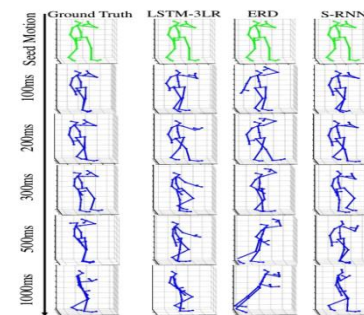 Ground Truth LSTM-3LR ERD S-RNN
Seed Motion
100ms
200ms
300ms
500ms
1000ms